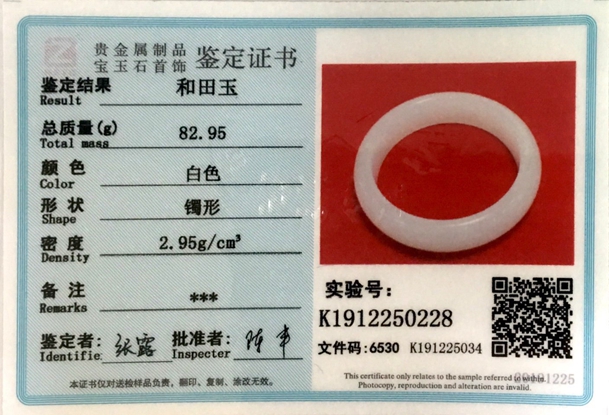 贵金属制品
宝玉石首饰 鉴定证书
鉴定结果 和田玉
Result
总质量(g) 82.95
Total mass
颜色 白色
Color
形状 镯形
Shape
密度 2.95g/cm³
Density
备注 ***
Remarks
鉴定者: 张露 批准者:
Identifie Inspecter
本证书仅对送检样品负责，翻印、复制、涂改无效。
实验号:
K1912250228
文件码:6530 K191225034
This certificate only relates to the sample referred to within.
Photocopy, reproduction and alteration are invalid.